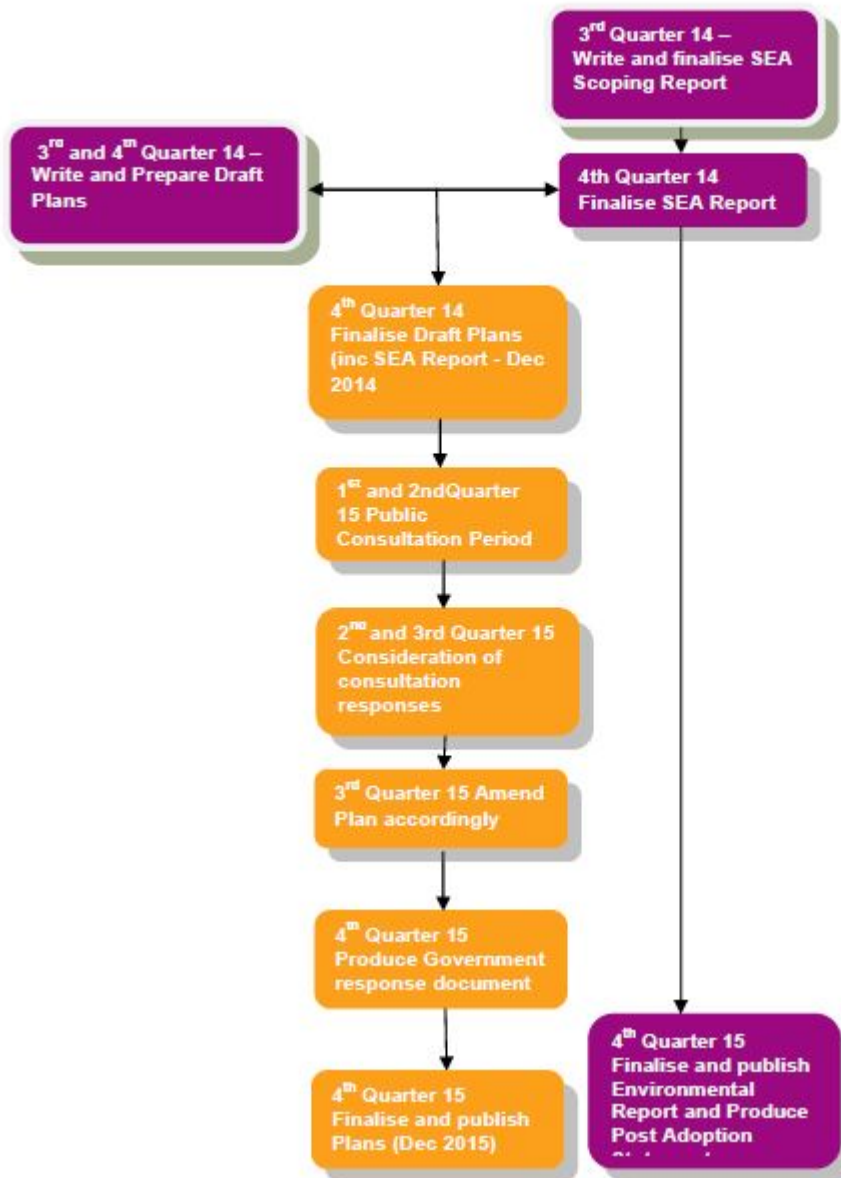 3rd Quarter 14 –
Write and finalise SEA
Scoping Report
3rd and 4th Quarter 14 –
Write and Prepare Draft
Plans
4th Quarter 14
Finalise SEA Report
4th Quarter 14
Finalise Draft Plans
(inc SEA Report - Dec
2014
1st and 2ndQuarter
15 Public
Consultation Period
2nd and 3rd Quarter 15
Consideration of
consultation
responses
3rd Quarter 15 Amend
Plan accordingly
4th Quarter 15
Produce Government
response document
4th Quarter 15
Finalise and publish
Plans (Dec 2015)
4th Quarter 15
Finalise and publish
Environmental
Report and Produce
Post Adoption